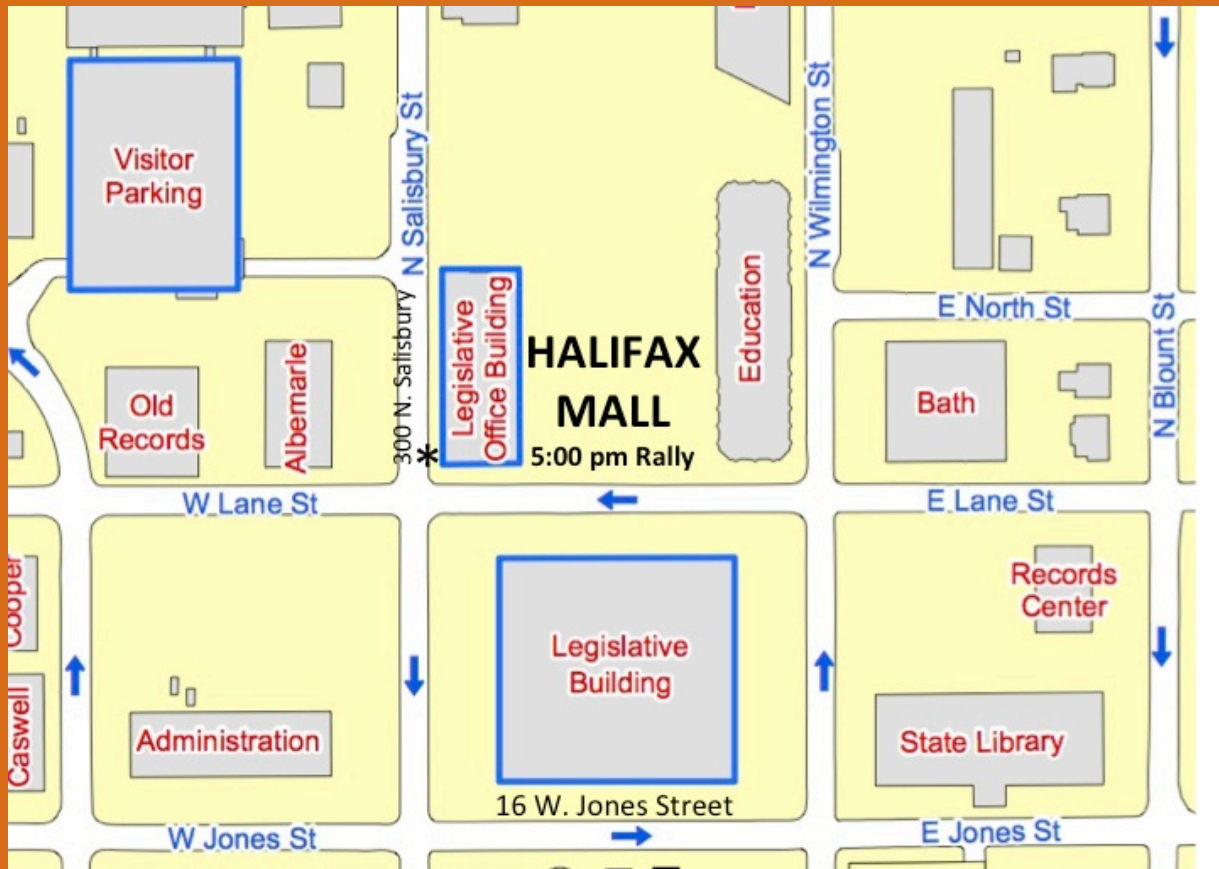 Visitor
Parking
N Salisbury St
N Wilmington St
300 N. Salisbury
*
Legislative
Office Building
HALIFAX
MALL
5:00 pm Rally
Education
E North St
N Blount St
Old
Records
Albemarle
Bath
W Lane St
E Lane St
Cooper
Caswell
Administration
Legislative
Building
16 W. Jones Street
Records
Center
State Library
W Jones St
E Jones St